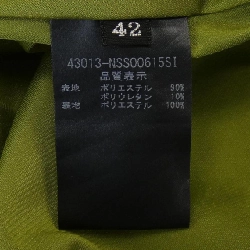 42
43013-NSS0061551
品質表示
表地 ポリエステル 90%
ポリウレタン 10%
裏地 ポリエステル 100%